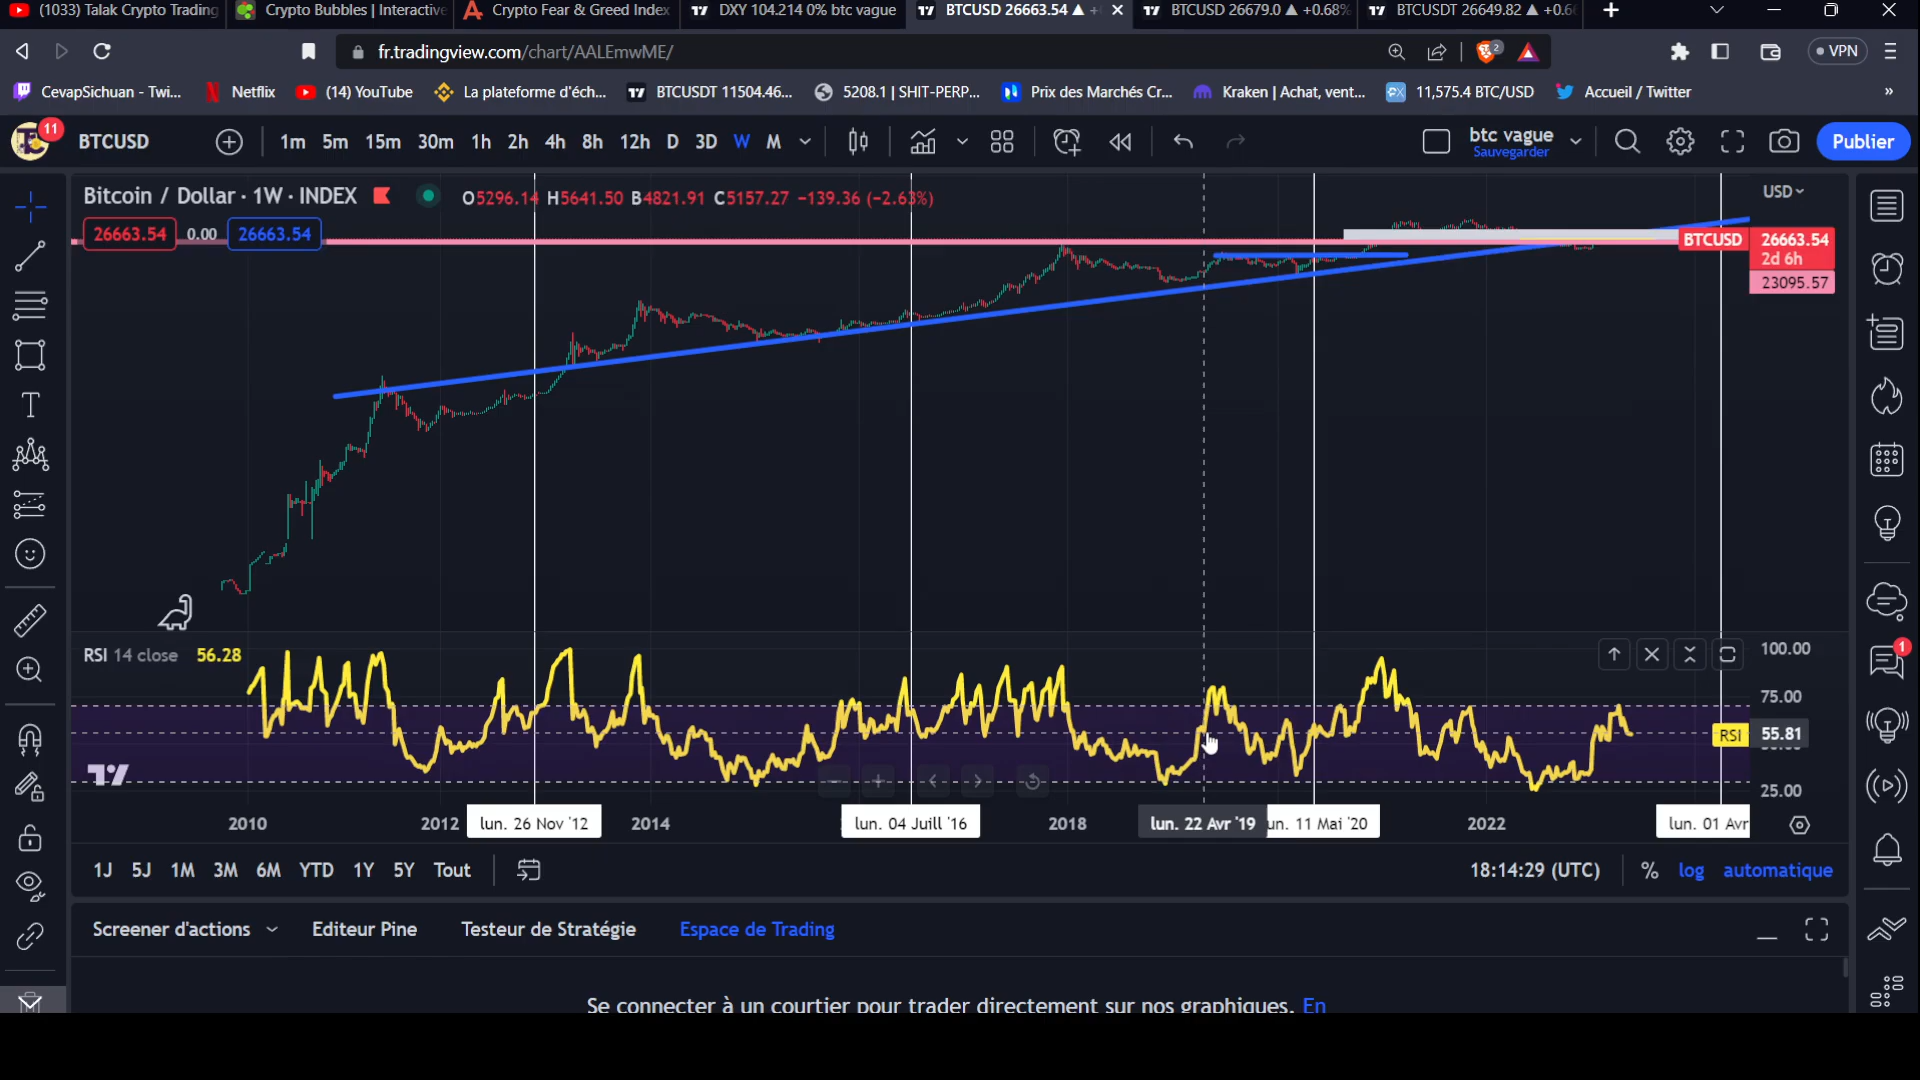 (1033) Talak Crypto Trading
Crypto Bubbles | Interactive
Crypto Fear & Greed Index
DXY 104.214 0% btc vague
BTCUSD 26663.54 ▲ +
BTCUSD 26679.0 ▲ +0.68%
BTCUSDT 26649.82 ▲ +0.6
fr.tradingview.com/chart/AALEmwME/
2
VPN
CevapSichuan - Twi...
Netflix
(14) YouTube
La plateforme d'éch...
BTCUSDT 11504.46...
5208.1 | SHIT-PERP...
Prix des Marchés Cr...
Kraken | Achat, vent...
11,575.4 BTC/USD
Accueil / Twitter
»
11
BTCUSD
1m 5m 15m 30m 1h 2h 4h 8h 12h D 3D W M
btc vague
Sauvegarder
Publier
Bitcoin / Dollar · 1W · INDEX
O5296.14 H5641.50 B4821.91 C5157.27 −139.36 (−2.63%)
USD
26663.54 0.00 26663.54
BTCUSD 26663.54
2d 6h
23095.57
RSI 14 close 56.28
100.00
75.00
RSI 55.81
25.00
1
2010 2012 lun. 26 Nov '12 2014 lun. 04 Juill '16 2018 lun. 22 Avr '19 un. 11 Mai '20 2022 lun. 01 Avr
1J 5J 1M 3M 6M YTD 1Y 5Y Tout
18:14:29 (UTC) % log automatique
Screener d'actions Editeur Pine Testeur de Stratégie Espace de Trading
Se connecter à un courtier pour trader directement sur nos graphiques. En